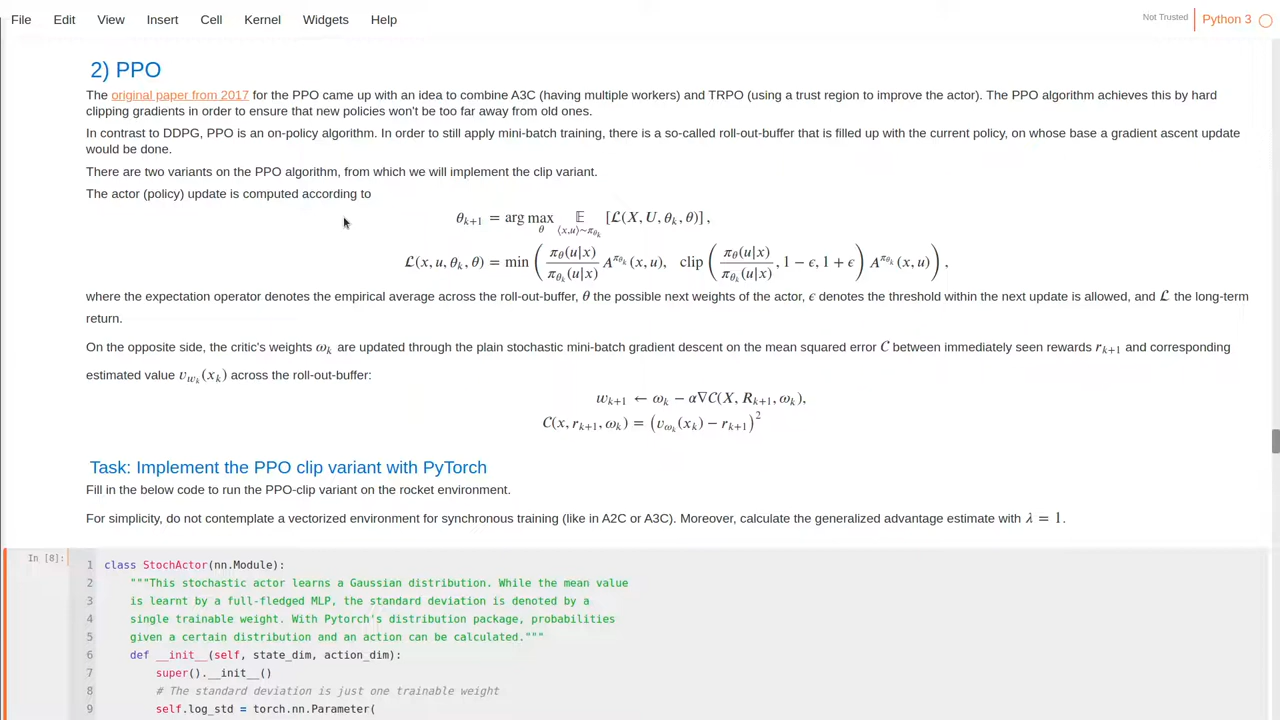 File Edit View Insert Cell Kernel Widgets Help Not Trusted Python 3
2) PPO
The original paper from 2017 for the PPO came up with an idea to combine A3C (having multiple workers) and TRPO (using a trust region to improve the actor). The PPO algorithm achieves this by hard
clipping gradients in order to ensure that new policies won't be too far away from old ones.
In contrast to DDPG, PPO is an on-policy algorithm. In order to still apply mini-batch training, there is a so-called roll-out-buffer that is filled up with the current policy, on whose base a gradient ascent update
would be done.
There are two variants on the PPO algorithm, from which we will implement the clip variant.
The actor (policy) update is computed according to
θ_{k+1} = arg max_θ 𝔼_{⟨x,u⟩∼π_{θ_k}} [ℒ(X, U, θ_k, θ)] ,
ℒ(x, u, θ_k, θ) = min ( π_θ(u|x) / π_{θ_k}(u|x) A^{π_{θ_k}}(x, u), clip ( π_θ(u|x) / π_{θ_k}(u|x) , 1 − ϵ, 1 + ϵ ) A^{π_{θ_k}}(x, u) ) ,
where the expectation operator denotes the empirical average across the roll-out-buffer, θ the possible next weights of the actor, ϵ denotes the threshold within the next update is allowed, and ℒ the long-term
return.
On the opposite side, the critic's weights ω_k are updated through the plain stochastic mini-batch gradient descent on the mean squared error 𝒞 between immediately seen rewards r_{k+1} and corresponding
estimated value v_{w_k}(x_k) across the roll-out-buffer:
w_{k+1} ← ω_k − α∇𝒞(X, R_{k+1}, ω_k),
𝒞(x, r_{k+1}, ω_k) = (v_{ω_k}(x_k) − r_{k+1})^2
Task: Implement the PPO clip variant with PyTorch
Fill in the below code to run the PPO-clip variant on the rocket environment.
For simplicity, do not contemplate a vectorized environment for synchronous training (like in A2C or A3C). Moreover, calculate the generalized advantage estimate with λ = 1.
In [8]:
1 class StochActor(nn.Module):
2 """This stochastic actor learns a Gaussian distribution. While the mean value
3 is learnt by a full-fledged MLP, the standard deviation is denoted by a
4 single trainable weight. With Pytorch's distribution package, probabilities
5 given a certain distribution and an action can be calculated."""
6 def __init__(self, state_dim, action_dim):
7 super().__init__()
8 # The standard deviation is just one trainable weight
9 self.log_std = torch.nn.Parameter(